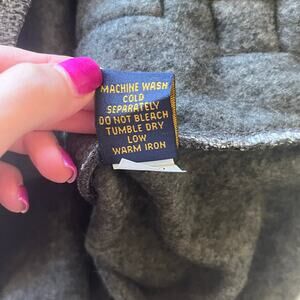 MACHINE WASH
COLD
SEPARATELY
DO NOT BLEACH
TUMBLE DRY
LOW
WARM IRON